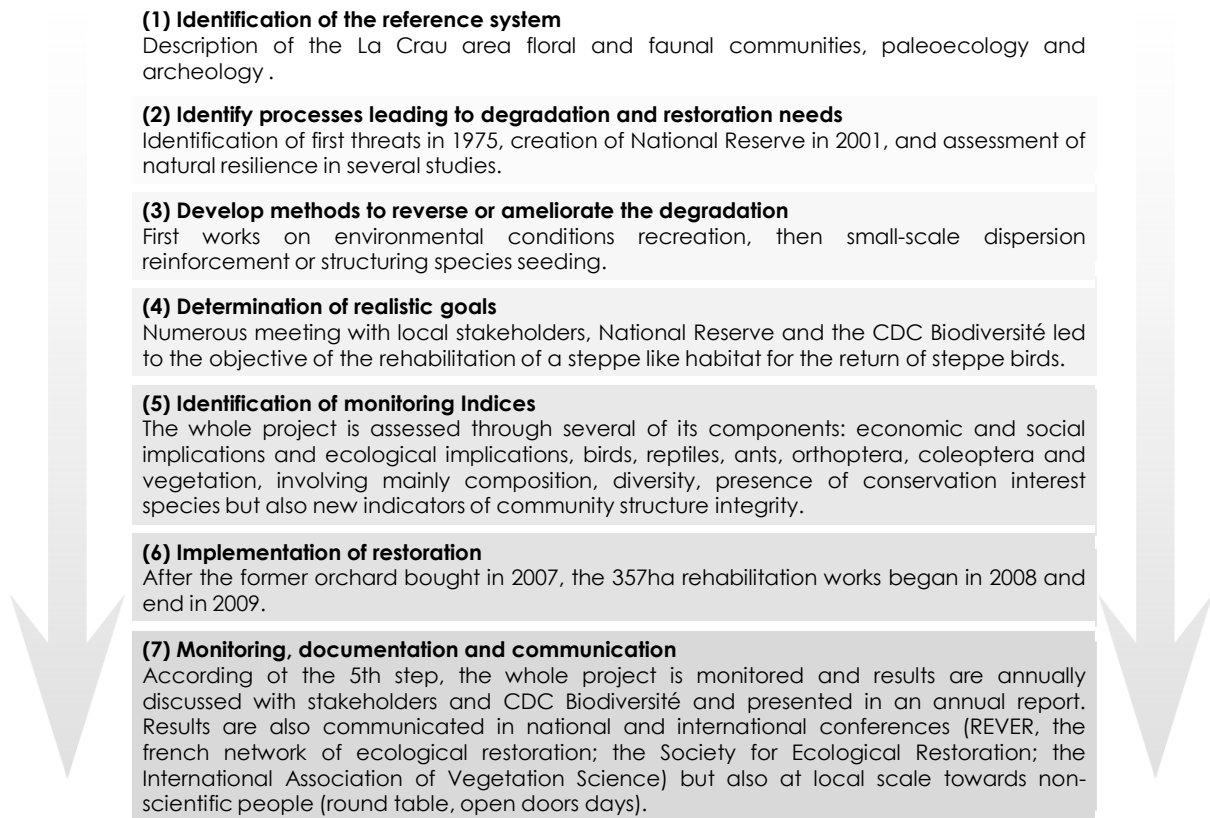 (1) Identification of the reference system
Description of the La Crau area floral and faunal communities, paleoecology and
archeology .
(2) Identify processes leading to degradation and restoration needs
Identification of first threats in 1975, creation of National Reserve in 2001, and assessment of
natural resilience in several studies.
(3) Develop methods to reverse or ameliorate the degradation
First works on environmental conditions recreation, then small-scale dispersion
reinforcement or structuring species seeding.
(4) Determination of realistic goals
Numerous meeting with local stakeholders, National Reserve and the CDC Biodiversité led
to the objective of the rehabilitation of a steppe like habitat for the return of steppe birds.
(5) Identification of monitoring Indices
The whole project is assessed through several of its components: economic and social
implications and ecological implications, birds, reptiles, ants, orthoptera, coleoptera and
vegetation, involving mainly composition, diversity, presence of conservation interest
species but also new indicators of community structure integrity.
(6) Implementation of restoration
After the former orchard bought in 2007, the 357ha rehabilitation works began in 2008 and
end in 2009.
(7) Monitoring, documentation and communication
According ot the 5th step, the whole project is monitored and results are annually
discussed with stakeholders and CDC Biodiversité and presented in an annual report.
Results are also communicated in national and international conferences (REVER, the
french network of ecological restoration; the Society for Ecological Restoration; the
International Association of Vegetation Science) but also at local scale towards non-
scientific people (round table, open doors days).